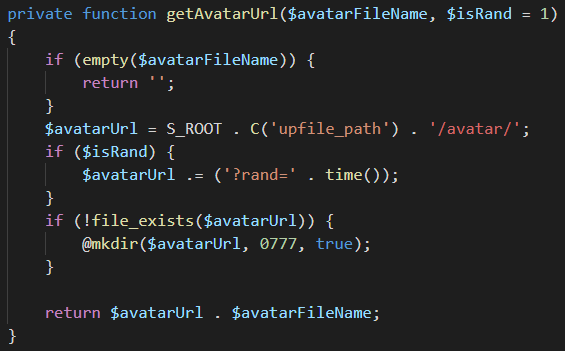 private function getAvatarUrl($avatarFileName, $isRand = 1)
{
    if (empty($avatarFileName)) {
        return '';
    }
    $avatarUrl = S_ROOT . C('upfile_path') . '/avatar/';
    if ($isRand) {
        $avatarUrl .= ('?rand=' . time());
    }
    if (!file_exists($avatarUrl)) {
        @mkdir($avatarUrl, 0777, true);
    }

    return $avatarUrl . $avatarFileName;
}